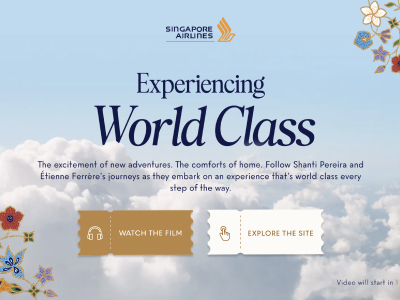 SINGAPORE
AIRLINES
Experiencing
World Class
The excitement of new adventures. The comforts of home. Follow Shanti Pereira and
Étienne Ferrère's journeys as they embark on an experience that's world class every
step of the way.
WATCH THE FILM
EXPLORE THE SITE
Video will start in